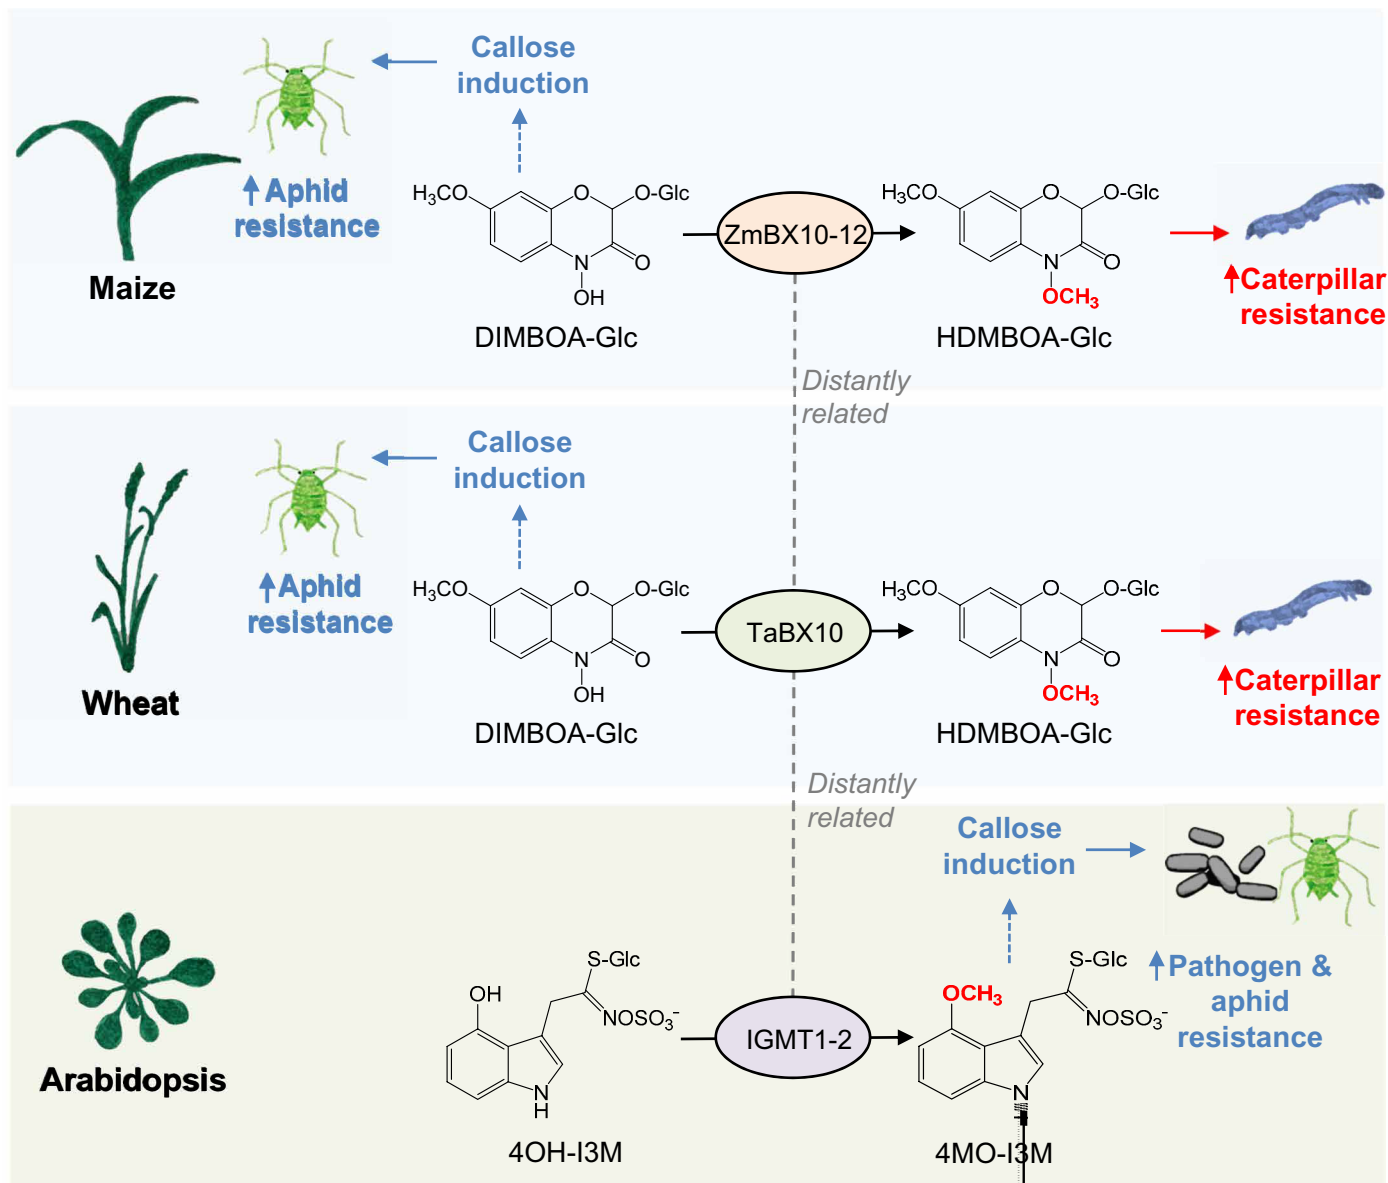 Callose
induction
↑Aphid
resistance
Maize
H₃CO
O
O-Glc
N
O
OH
DIMBOA-Glc
ZmBX10-12
H₃CO
O
O-Glc
N
O
OCH₃
HDMBOA-Glc
↑Caterpillar
resistance
Distantly
related
Callose
induction
↑Aphid
resistance
Wheat
H₃CO
O
O-Glc
N
O
OH
DIMBOA-Glc
TaBX10
H₃CO
O
O-Glc
N
O
OCH₃
HDMBOA-Glc
↑Caterpillar
resistance
Distantly
related
Callose
induction
↑Pathogen &
aphid
resistance
Arabidopsis
S-Glc
OH
NOSO₃⁻
N
H
4OH-I3M
IGMT1-2
S-Glc
OCH₃
NOSO₃⁻
N
4MO-I3M